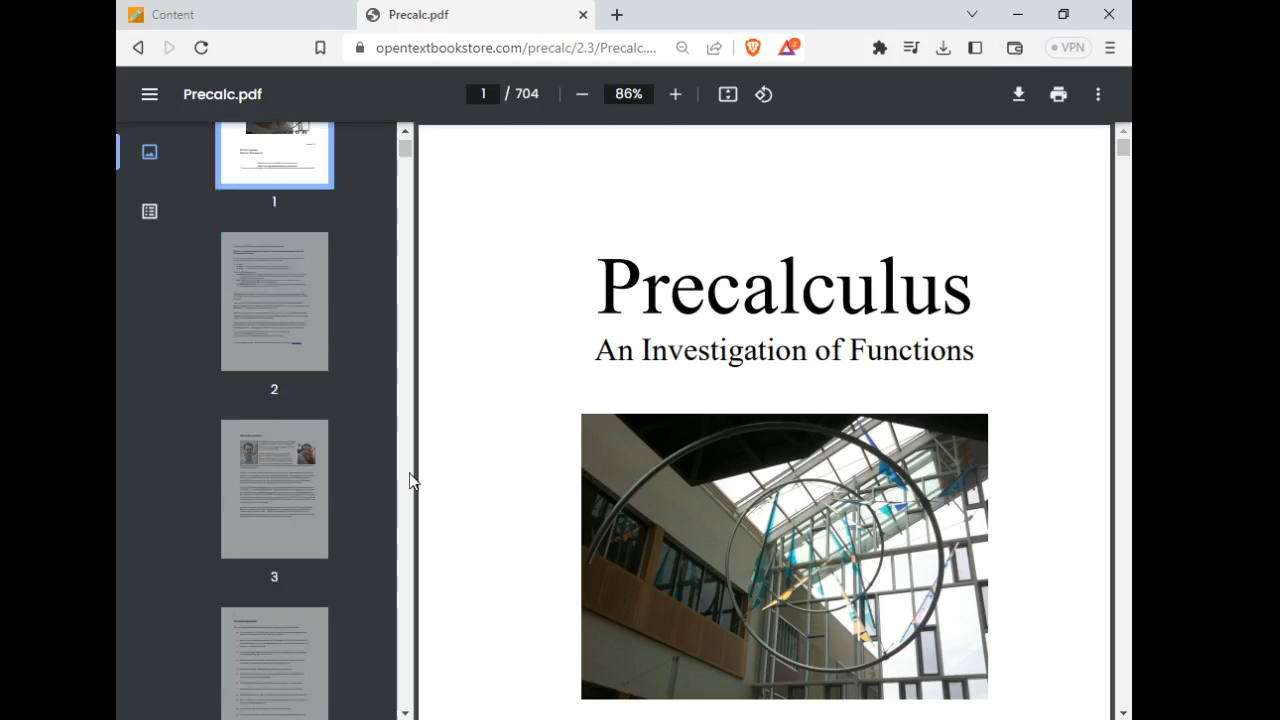 Content
Precalc.pdf
opentextbookstore.com/precalc/2.3/Precalc....
2
VPN
Precalc.pdf
1 / 704
86%
1
2
3
Precalculus
An Investigation of Functions